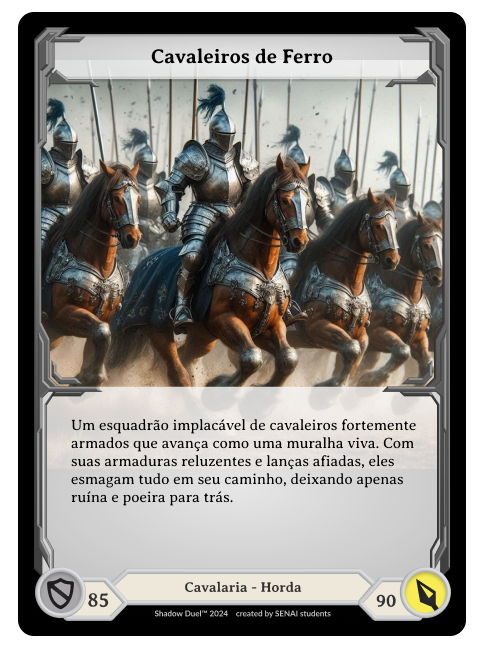 Cavaleiros de Ferro
Um esquadrão implacável de cavaleiros fortemente
armados que avança como uma muralha viva. Com
suas armaduras reluzentes e lanças afiadas, eles
esmagam tudo em seu caminho, deixando apenas
ruína e poeira para trás.
Cavalaria - Horda
85
90
Shadow Duel™ 2024 created by SENAI students